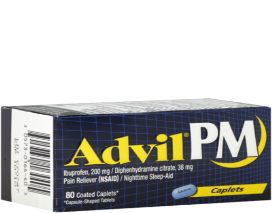 Advil® PM
Ibuprofen, 200 mg / Diphenhydramine citrate, 38 mg
Pain Reliever (NSAID) / Nighttime Sleep-Aid
80 Coated Caplets*
*Capsule-Shaped Tablets
Caplets